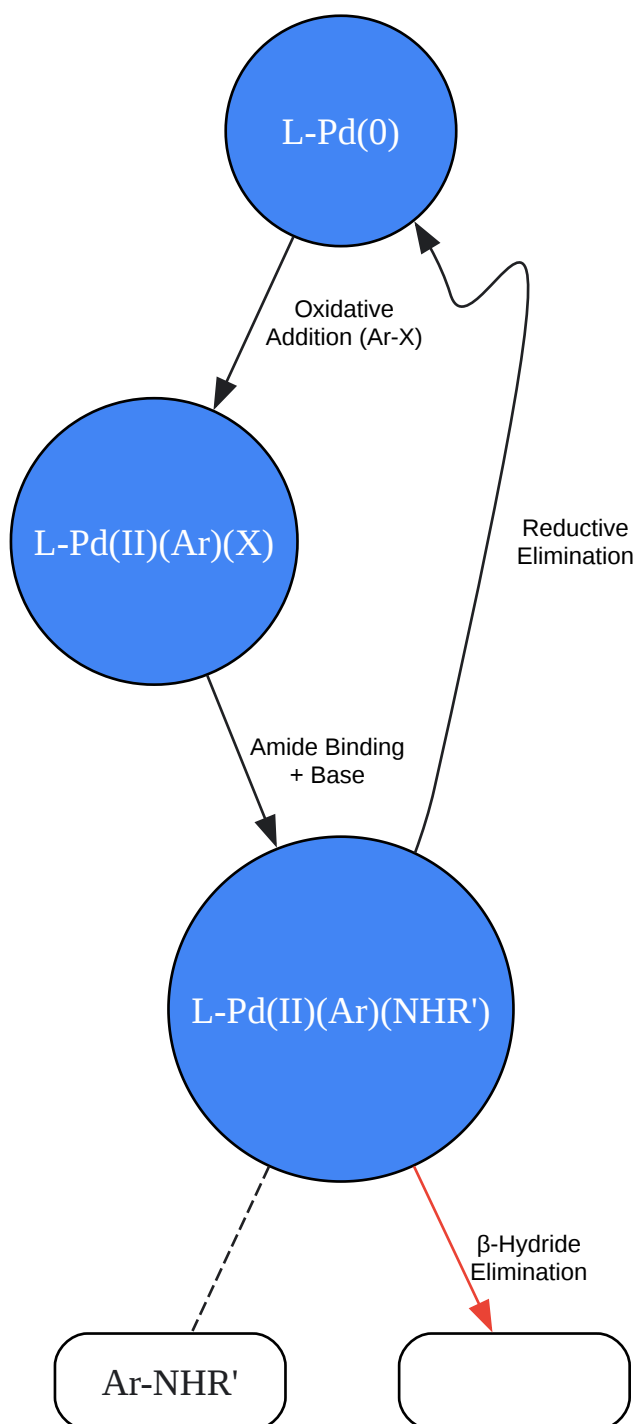 L-Pd(0)
Oxidative
Addition (Ar-X)
L-Pd(II)(Ar)(X)
Reductive
Elimination
Amide Binding
+ Base
L-Pd(II)(Ar)(NHR')
β-Hydride
Elimination
Ar-NHR'